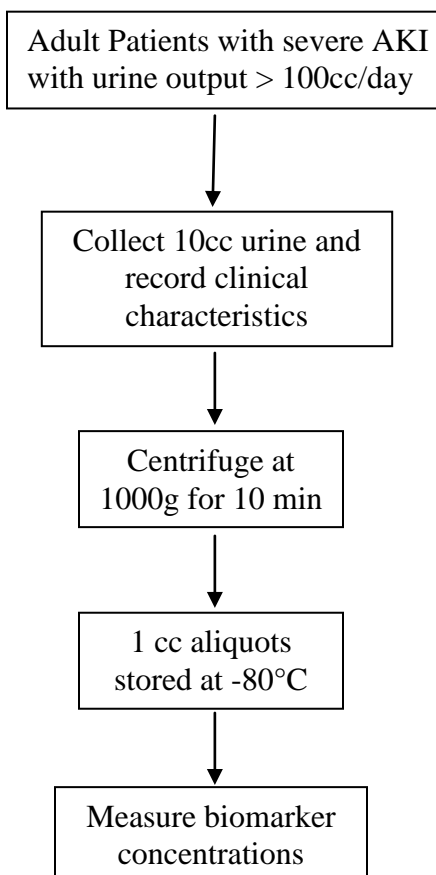 Adult Patients with severe AKI
with urine output > 100cc/day
Collect 10cc urine and
record clinical
characteristics
Centrifuge at
1000g for 10 min
1 cc aliquots
stored at -80°C
Measure biomarker
concentrations